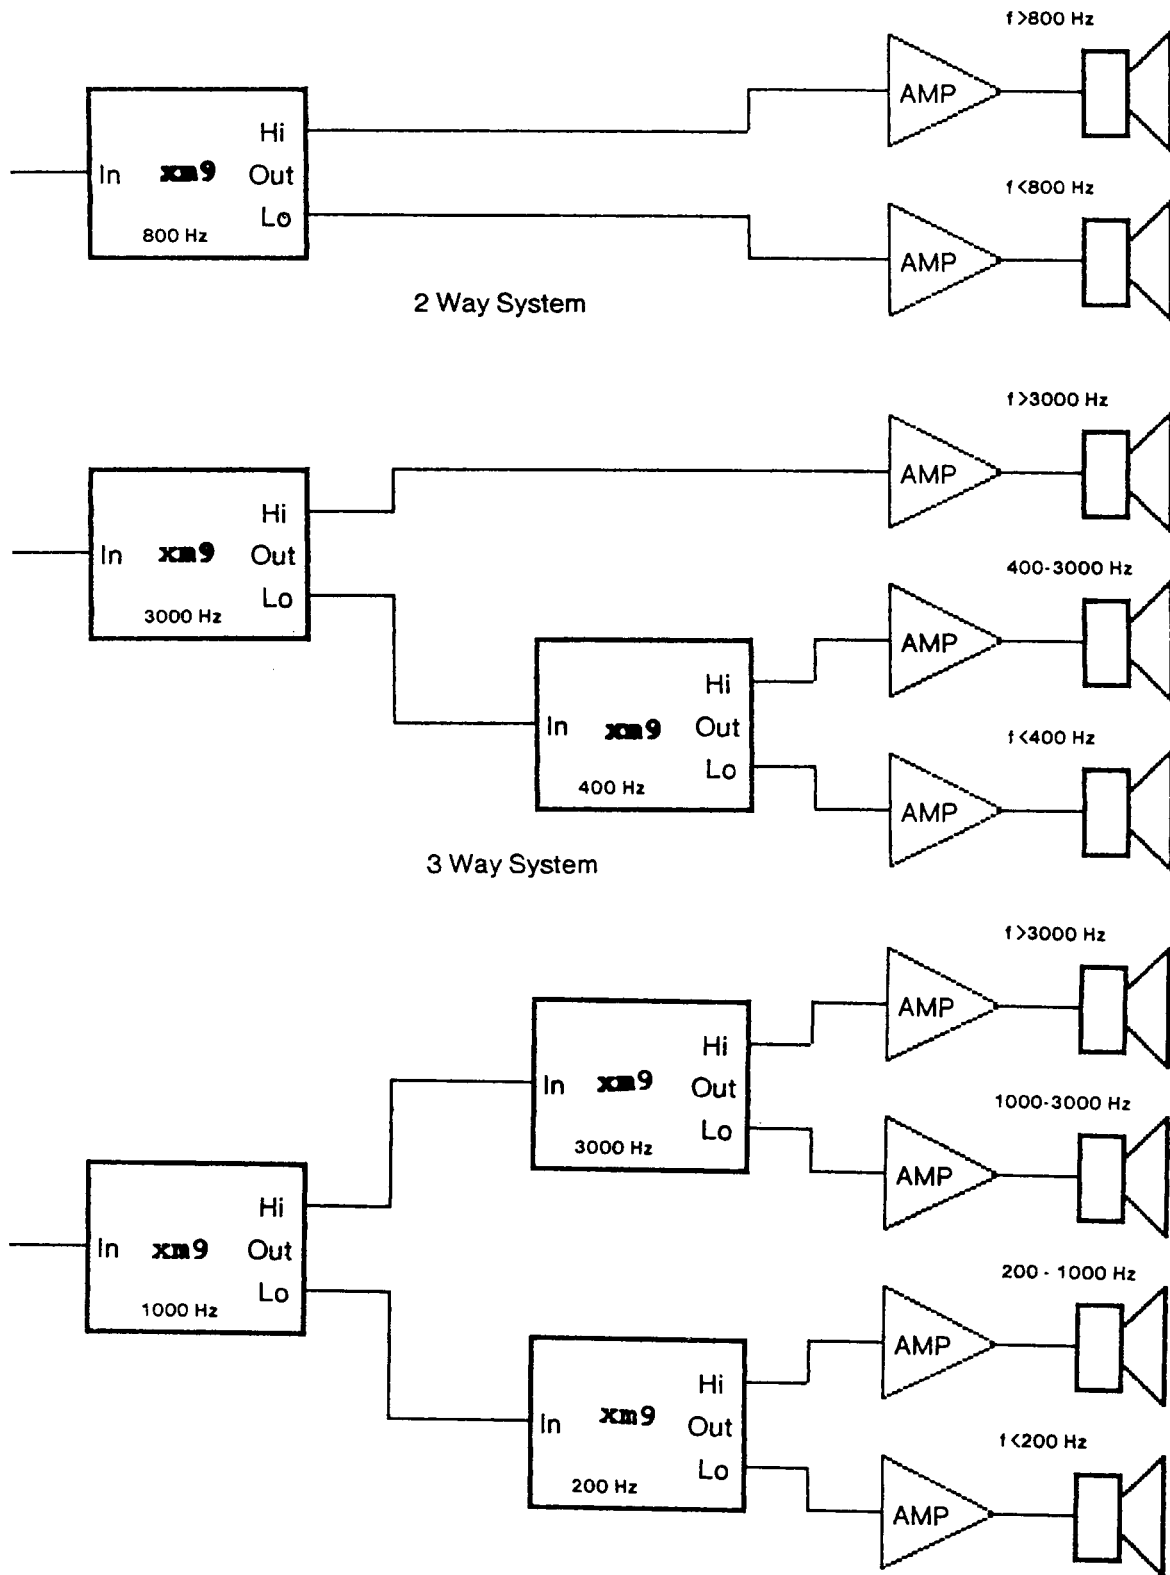 f>800 Hz
AMP
Hi
In xm9 Out
Lo
800 Hz
f<800 Hz
AMP
2 Way System
f>3000 Hz
AMP
Hi
In xm9 Out
Lo
3000 Hz
400-3000 Hz
AMP
Hi
In xm9 Out
Lo
400 Hz
f<400 Hz
AMP
3 Way System
f>3000 Hz
AMP
Hi
In xm9 Out
Lo
3000 Hz
1000-3000 Hz
AMP
Hi
In xm9 Out
Lo
1000 Hz
200 - 1000 Hz
AMP
Hi
In xm9 Out
Lo
200 Hz
f<200 Hz
AMP